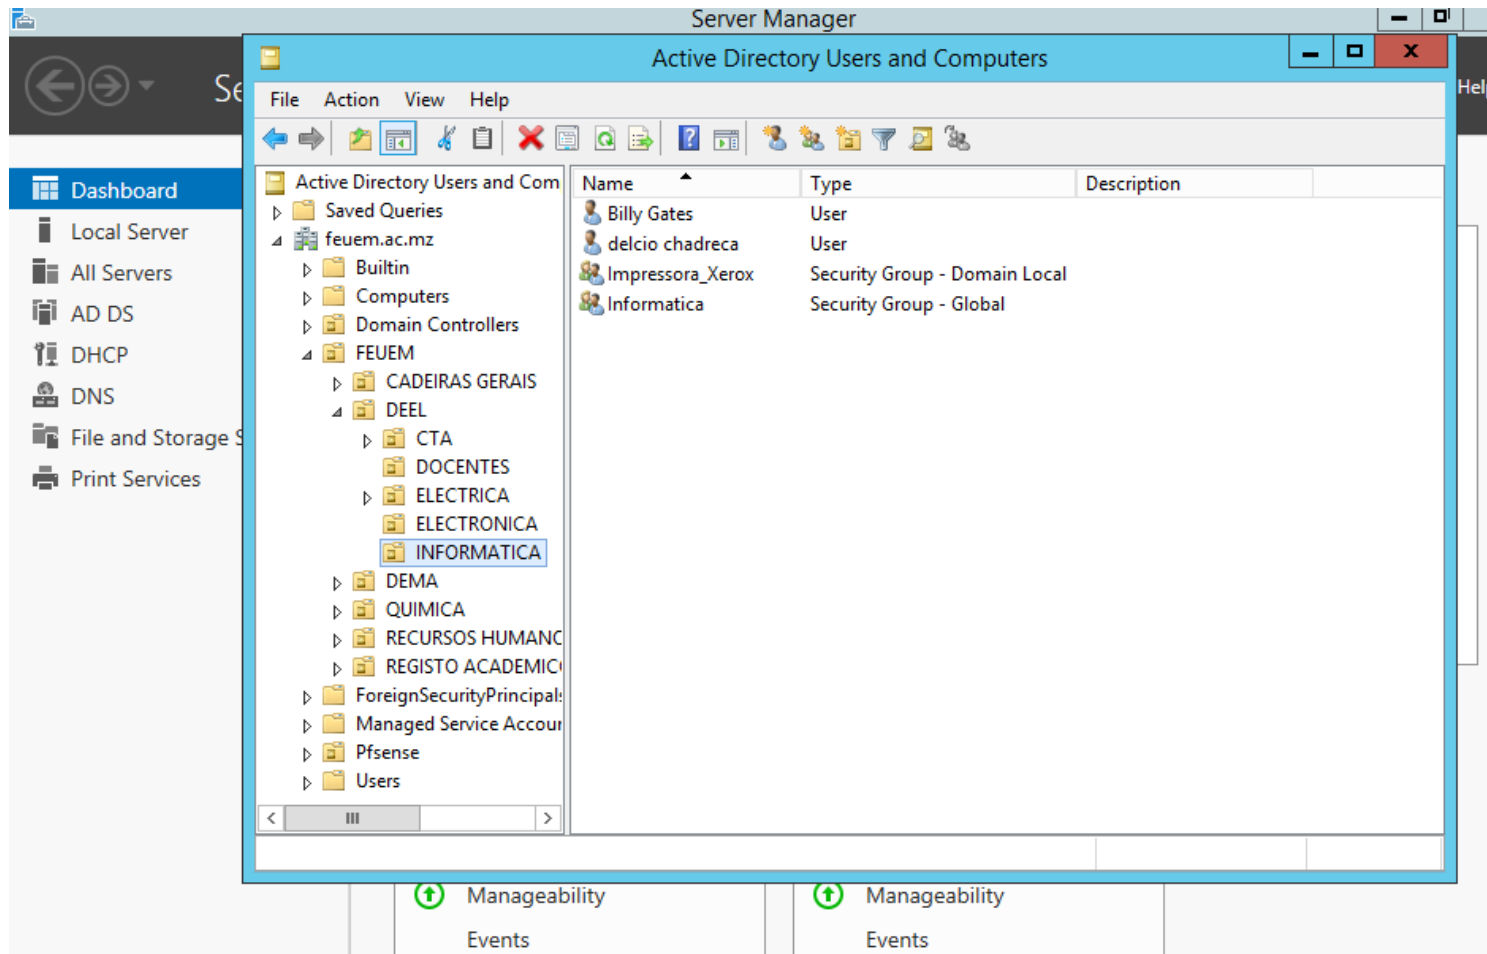 Server Manager
Active Directory Users and Computers
File Action View Help
Dashboard
Local Server
All Servers
AD DS
DHCP
DNS
File and Storage S
Print Services
Active Directory Users and Com
Saved Queries
feuem.ac.mz
Builtin
Computers
Domain Controllers
FEUEM
CADEIRAS GERAIS
DEEL
CTA
DOCENTES
ELECTRICA
ELECTRONICA
INFORMATICA
DEMA
QUIMICA
RECURSOS HUMANO
REGISTO ACADEMIC
ForeignSecurityPrincipals
Managed Service Accour
Pfsense
Users
Name Type Description
Billy Gates User
delcio chadreca User
Impressora_Xerox Security Group - Domain Local
Informatica Security Group - Global
Se
Hel
Manageability Manageability
Events Events